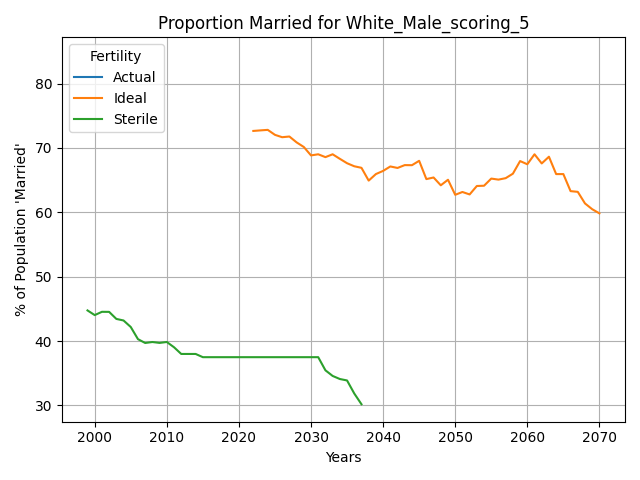 Proportion Married for White_Male_scoring_5
% of Population 'Married'
Fertility
Actual
Ideal
Sterile
80
70
60
50
40
30
2000 2010 2020 2030 2040 2050 2060 2070
Years